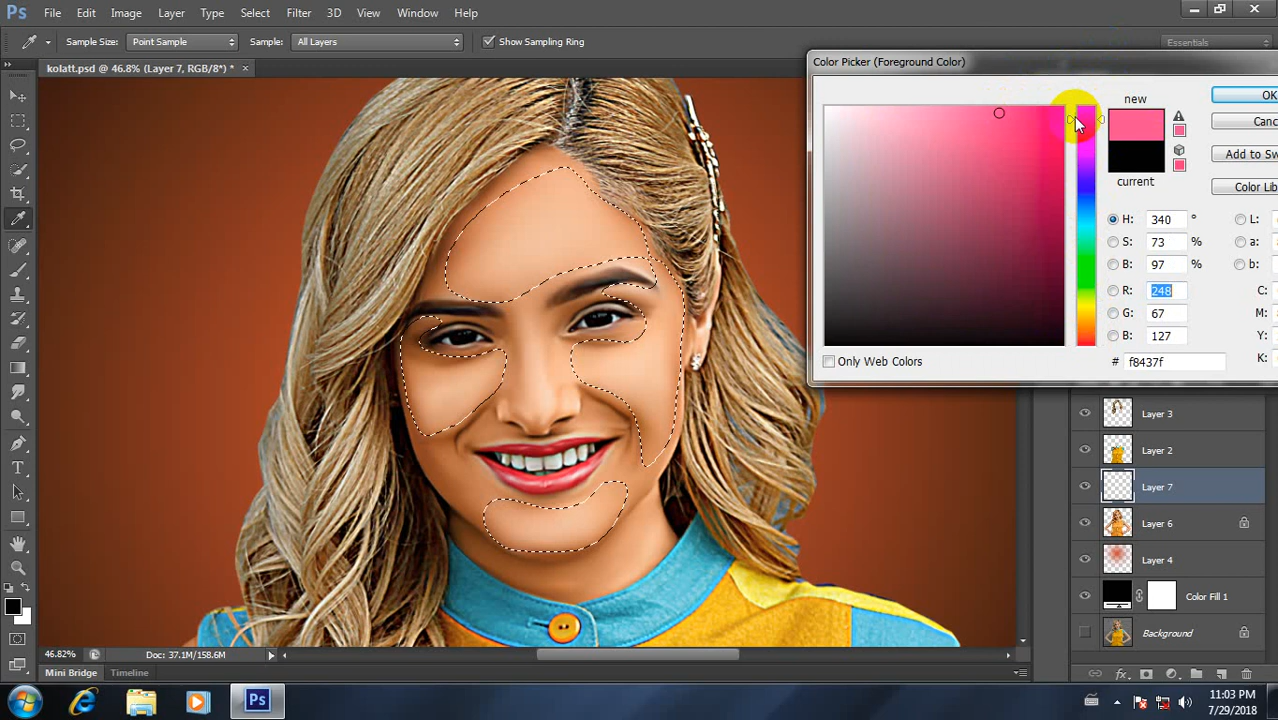 Ps File Edit Image Layer Type Select Filter 3D View Window Help
Sample Size: Point Sample Sample: All Layers Show Sampling Ring Essentials
kolatt.psd @ 46.8% (Layer 7, RGB/8*) *
Color Picker (Foreground Color)
new
current
OK
Canc
Add to Sw
Color Lib
H: 340 °
S: 73 %
B: 97 %
R: 248
G: 67
B: 127
L:
a:
b:
C:
M:
Y:
K:
Only Web Colors
# f8437f
Layer 3
Layer 2
Layer 7
Layer 6
Layer 4
Color Fill 1
Background
46.82% Doc: 37.1M/158.6M
Mini Bridge Timeline
Ps
11:03 PM
7/29/2018